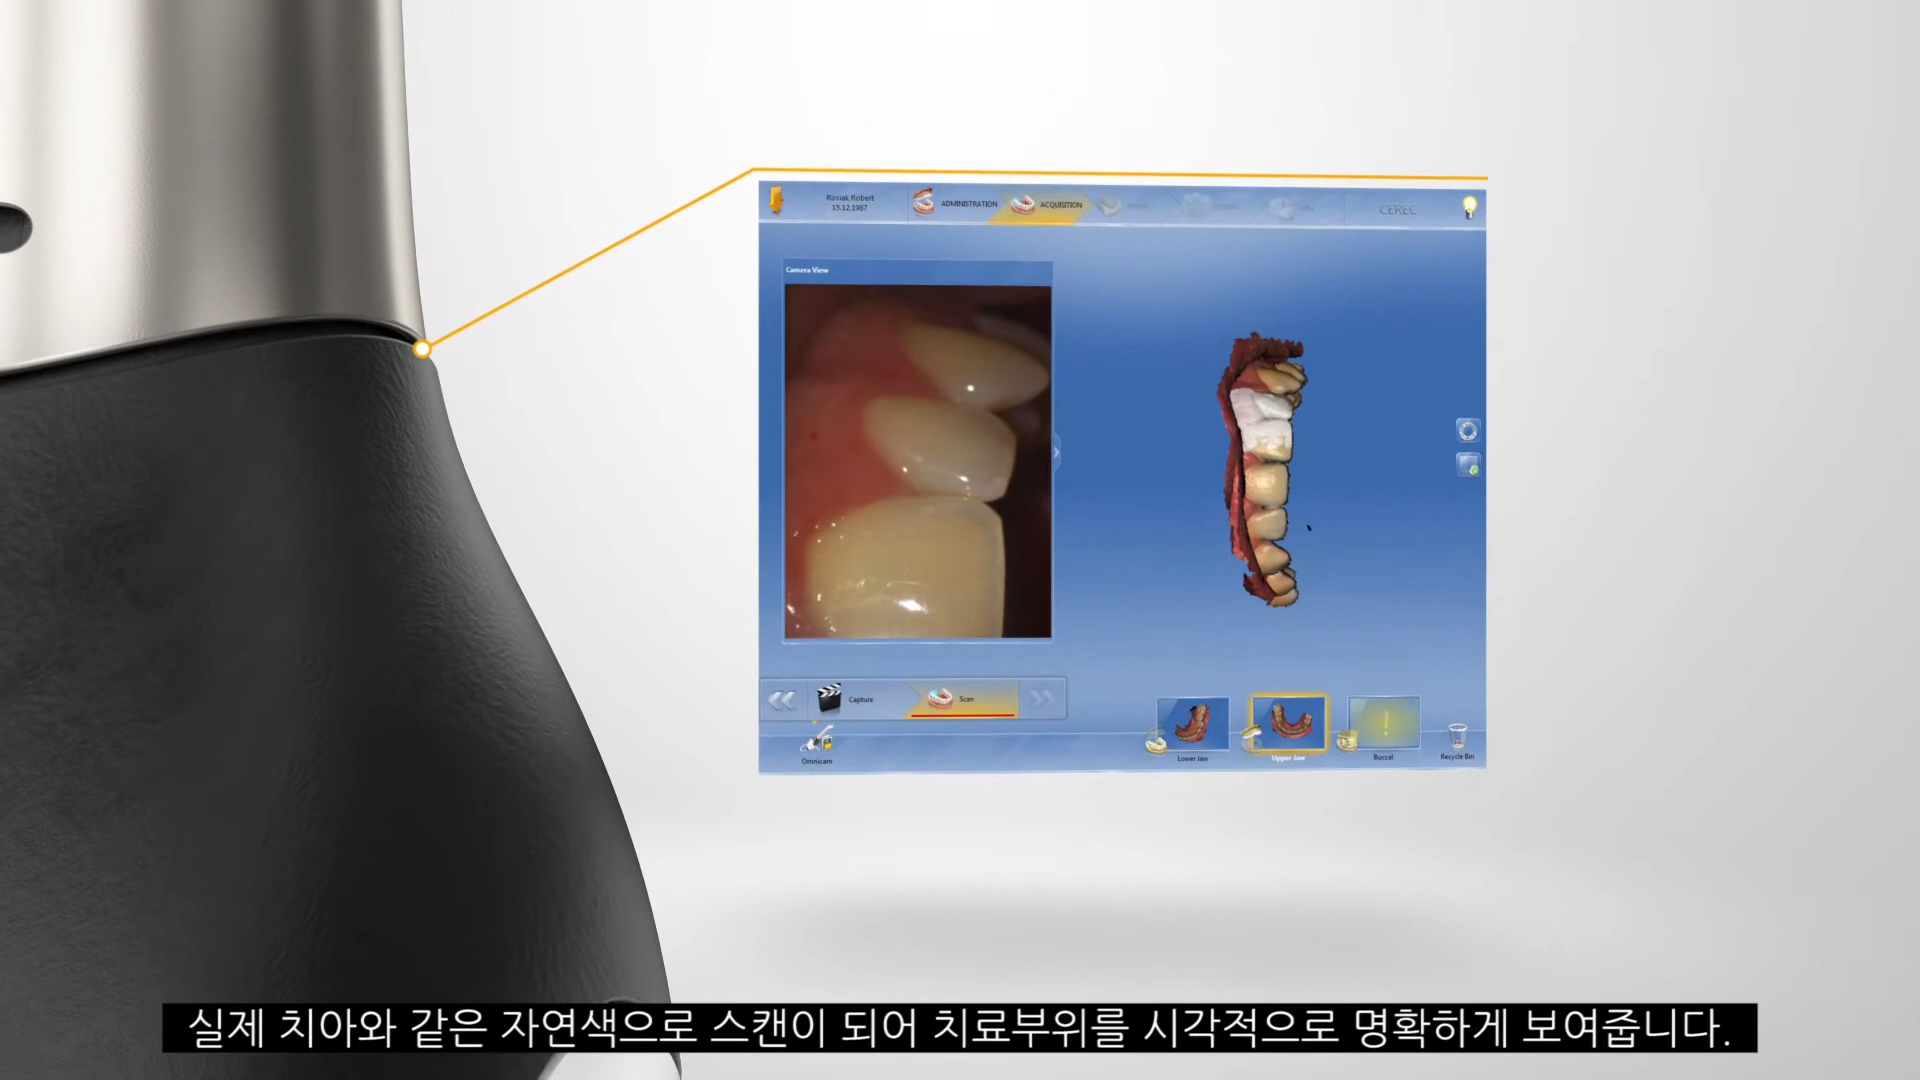 Rosiak Robert
15.12.1987
ADMINISTRATION
ACQUISITION
CEREC
Camera View
Capture
Scan
Omnicam
Lower Jaw
Upper Jaw
Buccal
Recycle Bin
실제 치아와 같은 자연색으로 스캔이 되어 치료부위를 시각적으로 명확하게 보여줍니다.